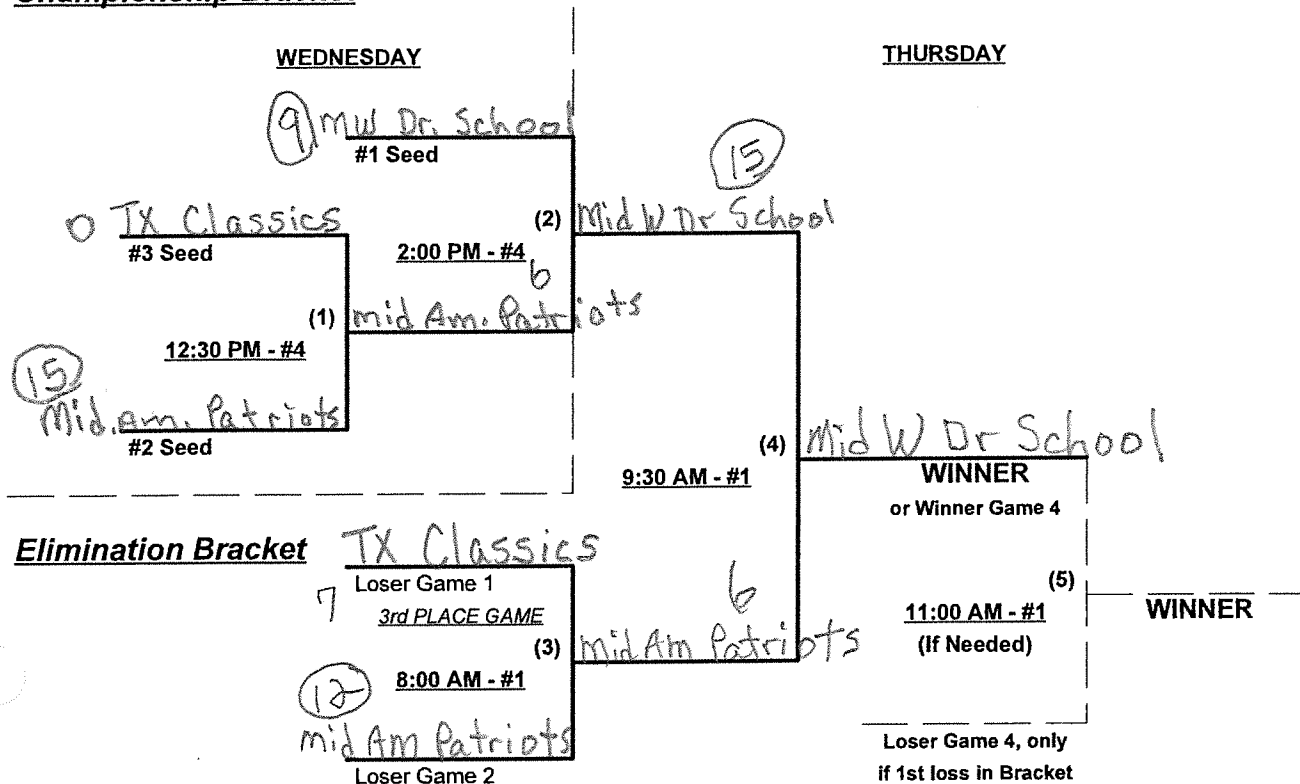 WEDNESDAY
THURSDAY
9 MW Dr. School
#1 Seed
15
0 TX Classics
#3 Seed
(2) Mid W Dr School
2:00 PM - #4
6
(1) mid Am. Patriots
12:30 PM - #4
15
Mid. Am. Patriots
#2 Seed
(4) Mid W Dr School
9:30 AM - #1
WINNER
or Winner Game 4
Elimination Bracket
TX Classics
Loser Game 1
7
3rd PLACE GAME
6
(5)
11:00 AM - #1
(If Needed)
WINNER
(3) mid Am Patriots
8:00 AM - #1
12
mid Am Patriots
Loser Game 2
Loser Game 4, only
if 1st loss in Bracket